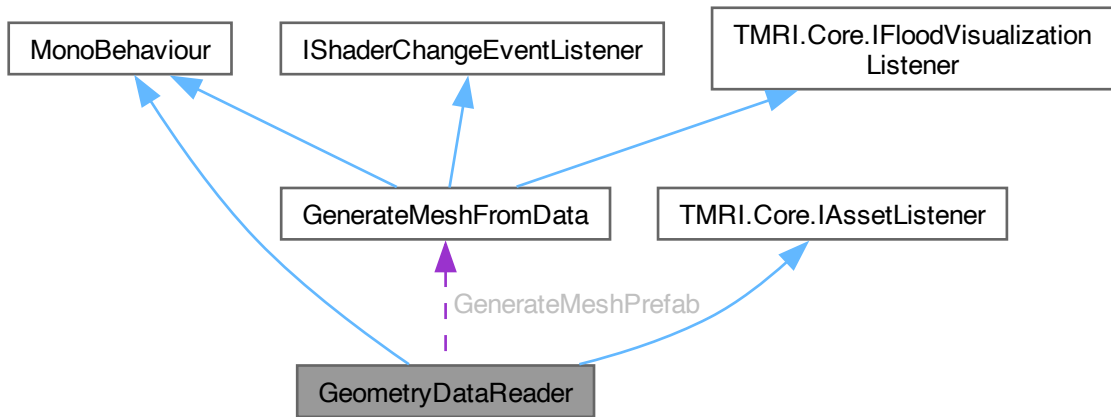 MonoBehaviour
IShaderChangeEventListener
TMRI.Core.IFloodVisualization
Listener
GenerateMeshFromData
TMRI.Core.IAssetListener
GenerateMeshPrefab
GeometryDataReader